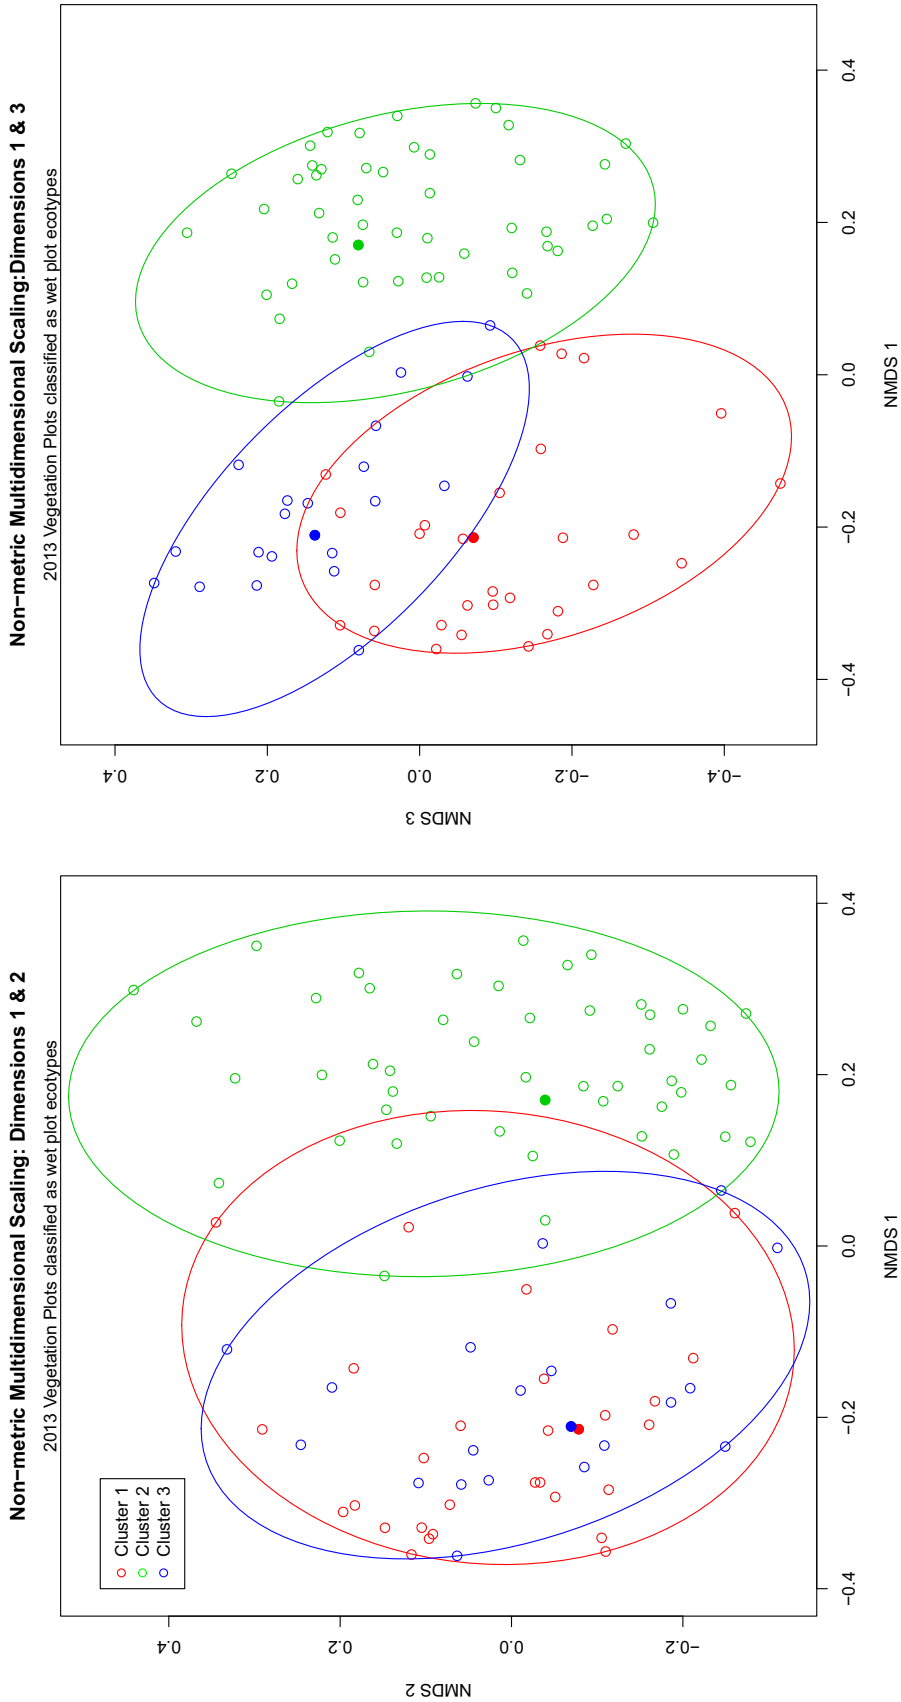 Non-metric Multidimensional Scaling: Dimensions 1 & 2
2013 Vegetation Plots classified as wet plot ecotypes
Cluster 1
Cluster 2
Cluster 3
NMDS 2
0.4
0.2
0.0
-0.2
-0.4
-0.2
0.0
0.2
0.4
NMDS 1
Non-metric Multidimensional Scaling:Dimensions 1 & 3
2013 Vegetation Plots classified as wet plot ecotypes
NMDS 3
0.4
0.2
0.0
-0.2
-0.4
-0.4
-0.2
0.0
0.2
0.4
NMDS 1